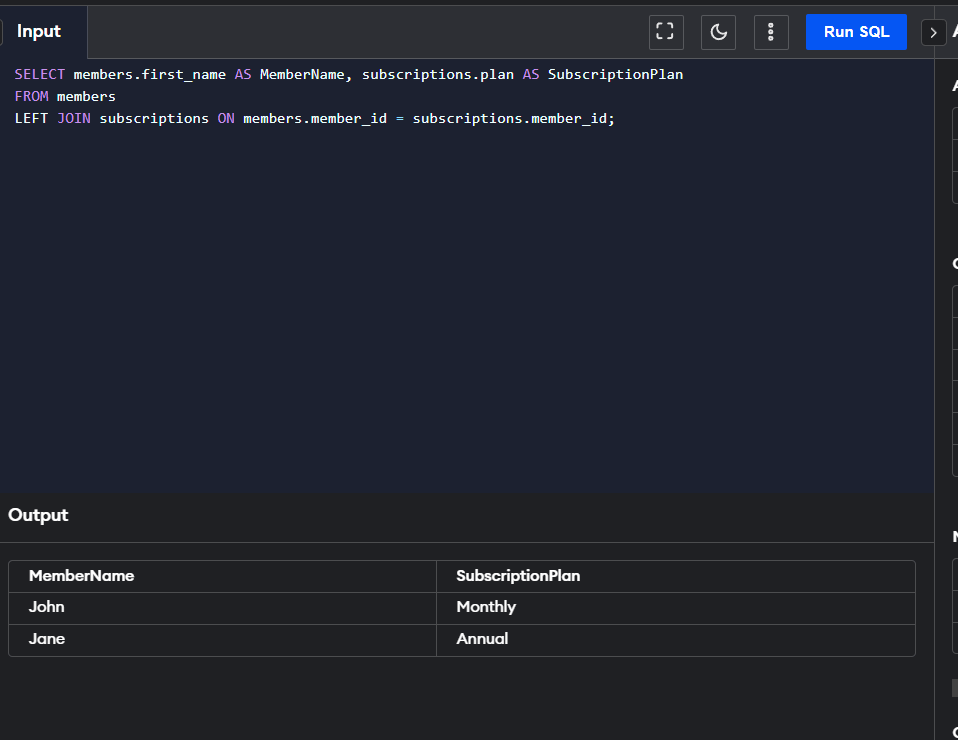 Input
Run SQL
SELECT members.first_name AS MemberName, subscriptions.plan AS SubscriptionPlan
FROM members
LEFT JOIN subscriptions ON members.member_id = subscriptions.member_id;
Output
MemberName SubscriptionPlan
John Monthly
Jane Annual